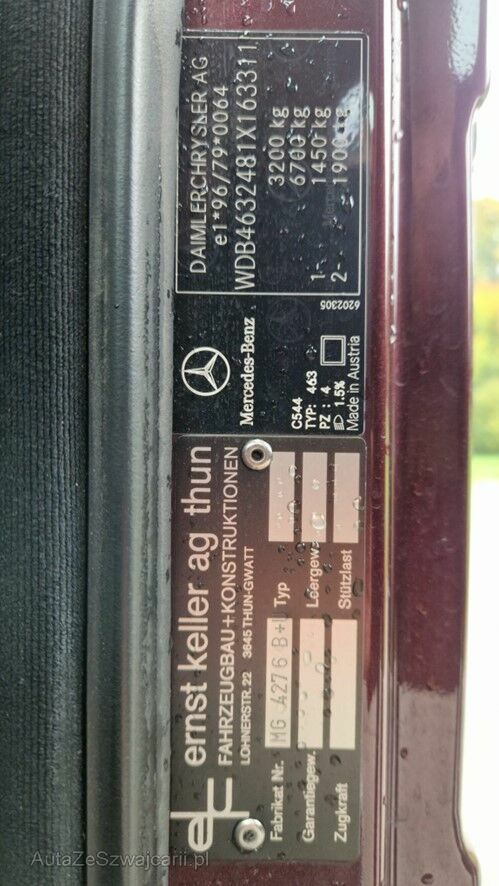 DAIMLERCHRYSLER AG
e1*96/79*0064
WDB4632481X163311
3200 kg
6700 kg
1- 1450 kg
2- 1900 kg
6202305
Mercedes-Benz
C544
TYP: 463
PZ : 4
1.5%
Made in Austria
ernst keller ag thun
FAHRZEUGBAU+KONSTRUKTIONEN
LOHNERSTR. 22 3645 THUN-GWATT
Fabrikat Nr. MG 4276 B+L Typ
Garantiegew. Leergew.
Zugkraft Stützlast
AutaZeSzwajcarii.pl